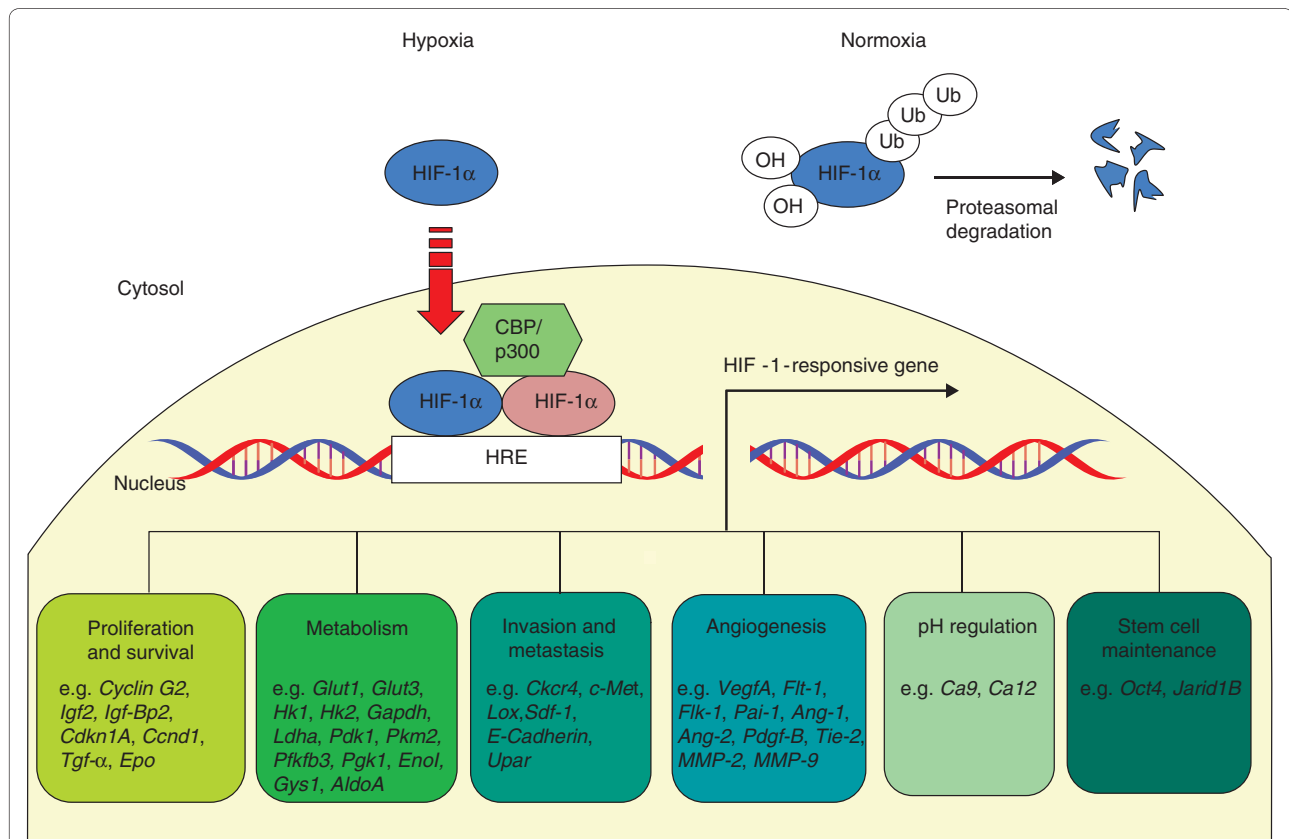 Hypoxia
Normoxia
Ub
Ub
Ub
OH
HIF-1α
HIF-1α
OH
Proteasomal
degradation
Cytosol
CBP/
p300
HIF -1-responsive gene
HIF-1α
HIF-1α
HRE
Nucleus
Proliferation
and survival
e.g. Cyclin G2,
Igf2, Igf-Bp2,
Cdkn1A, Ccnd1,
Tgf-α, Epo
Metabolism
e.g. Glut1, Glut3,
Hk1, Hk2, Gapdh,
Ldha, Pdk1, Pkm2,
Pfkfb3, Pgk1, Enol,
Gys1, AldoA
Invasion and
metastasis
e.g. Ckcr4, c-Met,
Lox,Sdf-1,
E-Cadherin,
Upar
Angiogenesis
e.g. VegfA, Flt-1,
Flk-1, Pai-1, Ang-1,
Ang-2, Pdgf-B, Tie-2,
MMP-2, MMP-9
pH regulation
e.g. Ca9, Ca12
Stem cell
maintenance
e.g. Oct4, Jarid1B